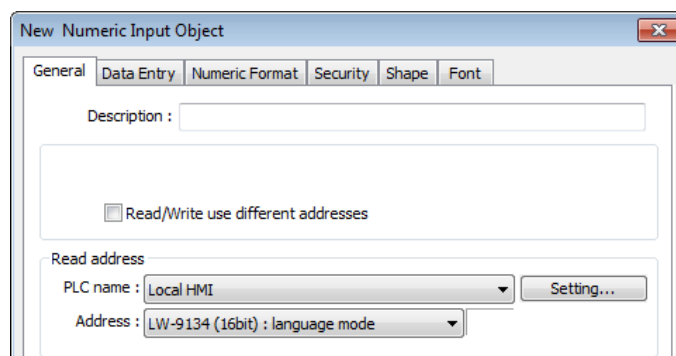 New Numeric Input Object
General Data Entry Numeric Format Security Shape Font
Description :
Read/Write use different addresses
Read address
PLC name : Local HMI Setting...
Address : LW-9134 (16bit) : language mode